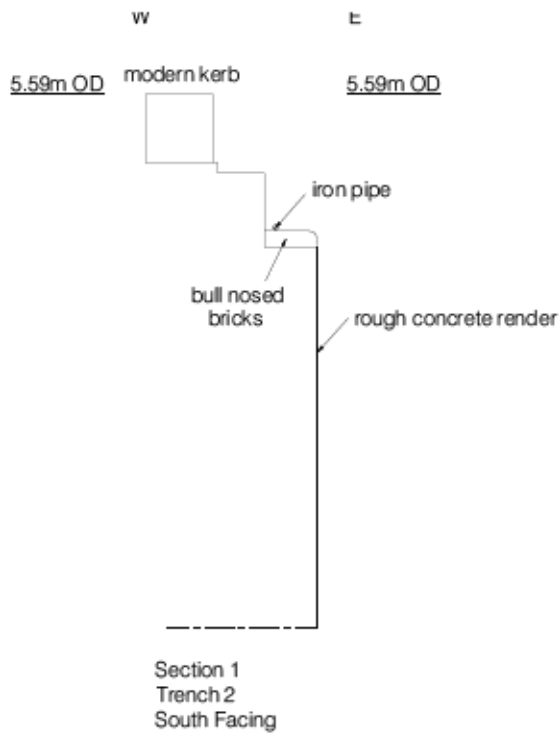 W E
5.59m OD modern kerb 5.59m OD
iron pipe
bull nosed
bricks
rough concrete render
Section 1
Trench 2
South Facing